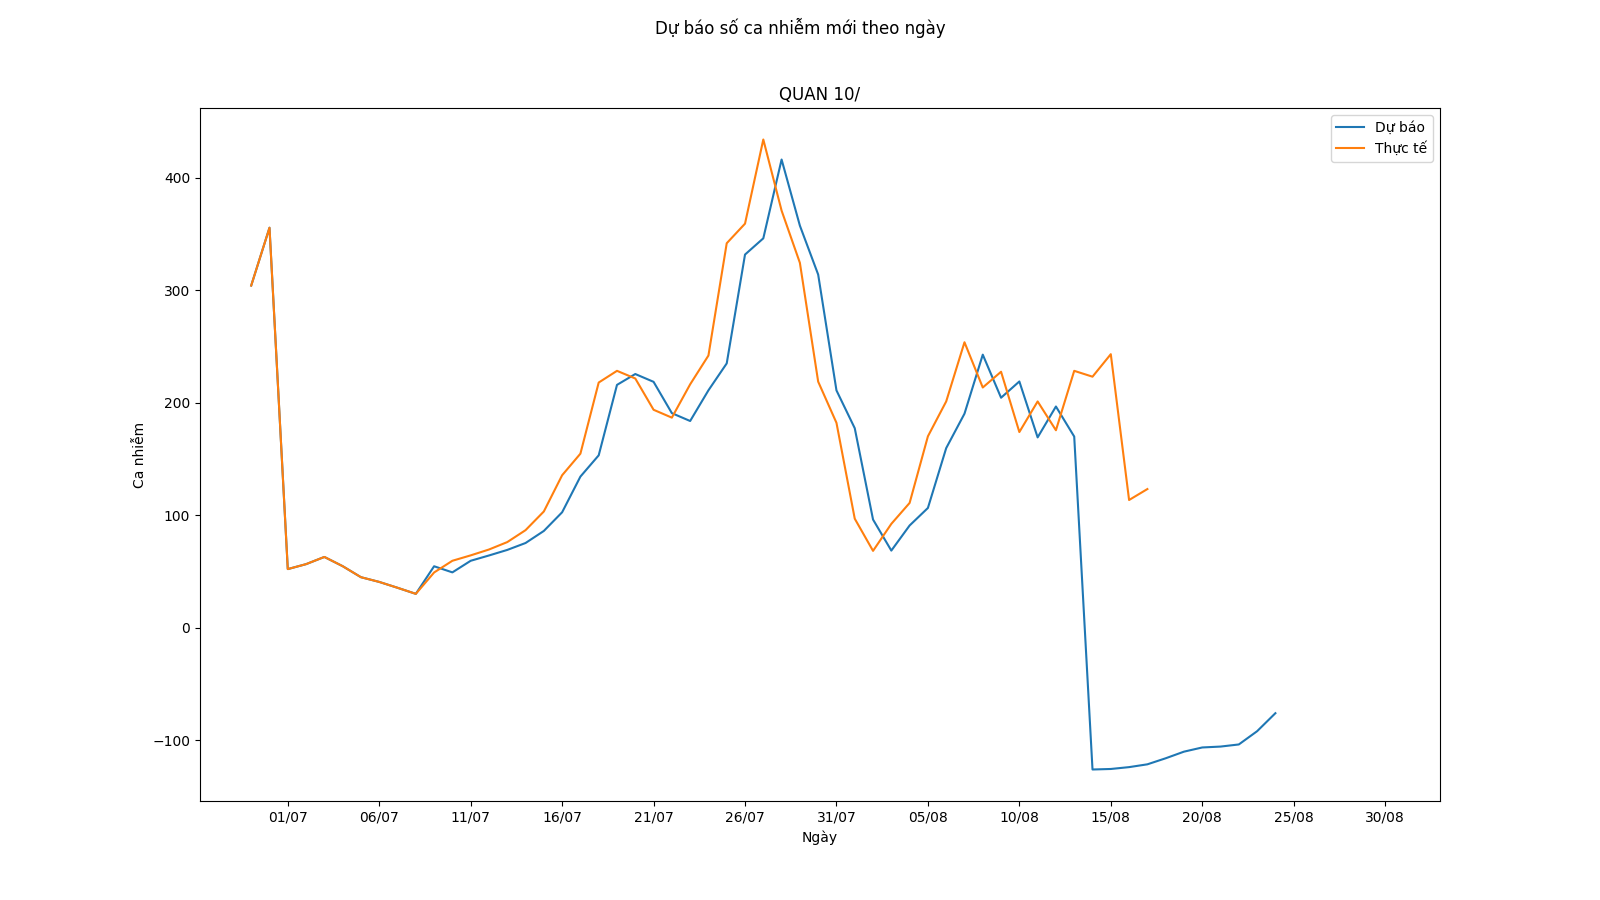 Dự báo số ca nhiễm mới theo ngày
QUAN 10/
Dự báo
Thực tế
400
300
200
100
0
−100
Ca nhiễm
01/07 06/07 11/07 16/07 21/07 26/07 31/07 05/08 10/08 15/08 20/08 25/08 30/08
Ngày